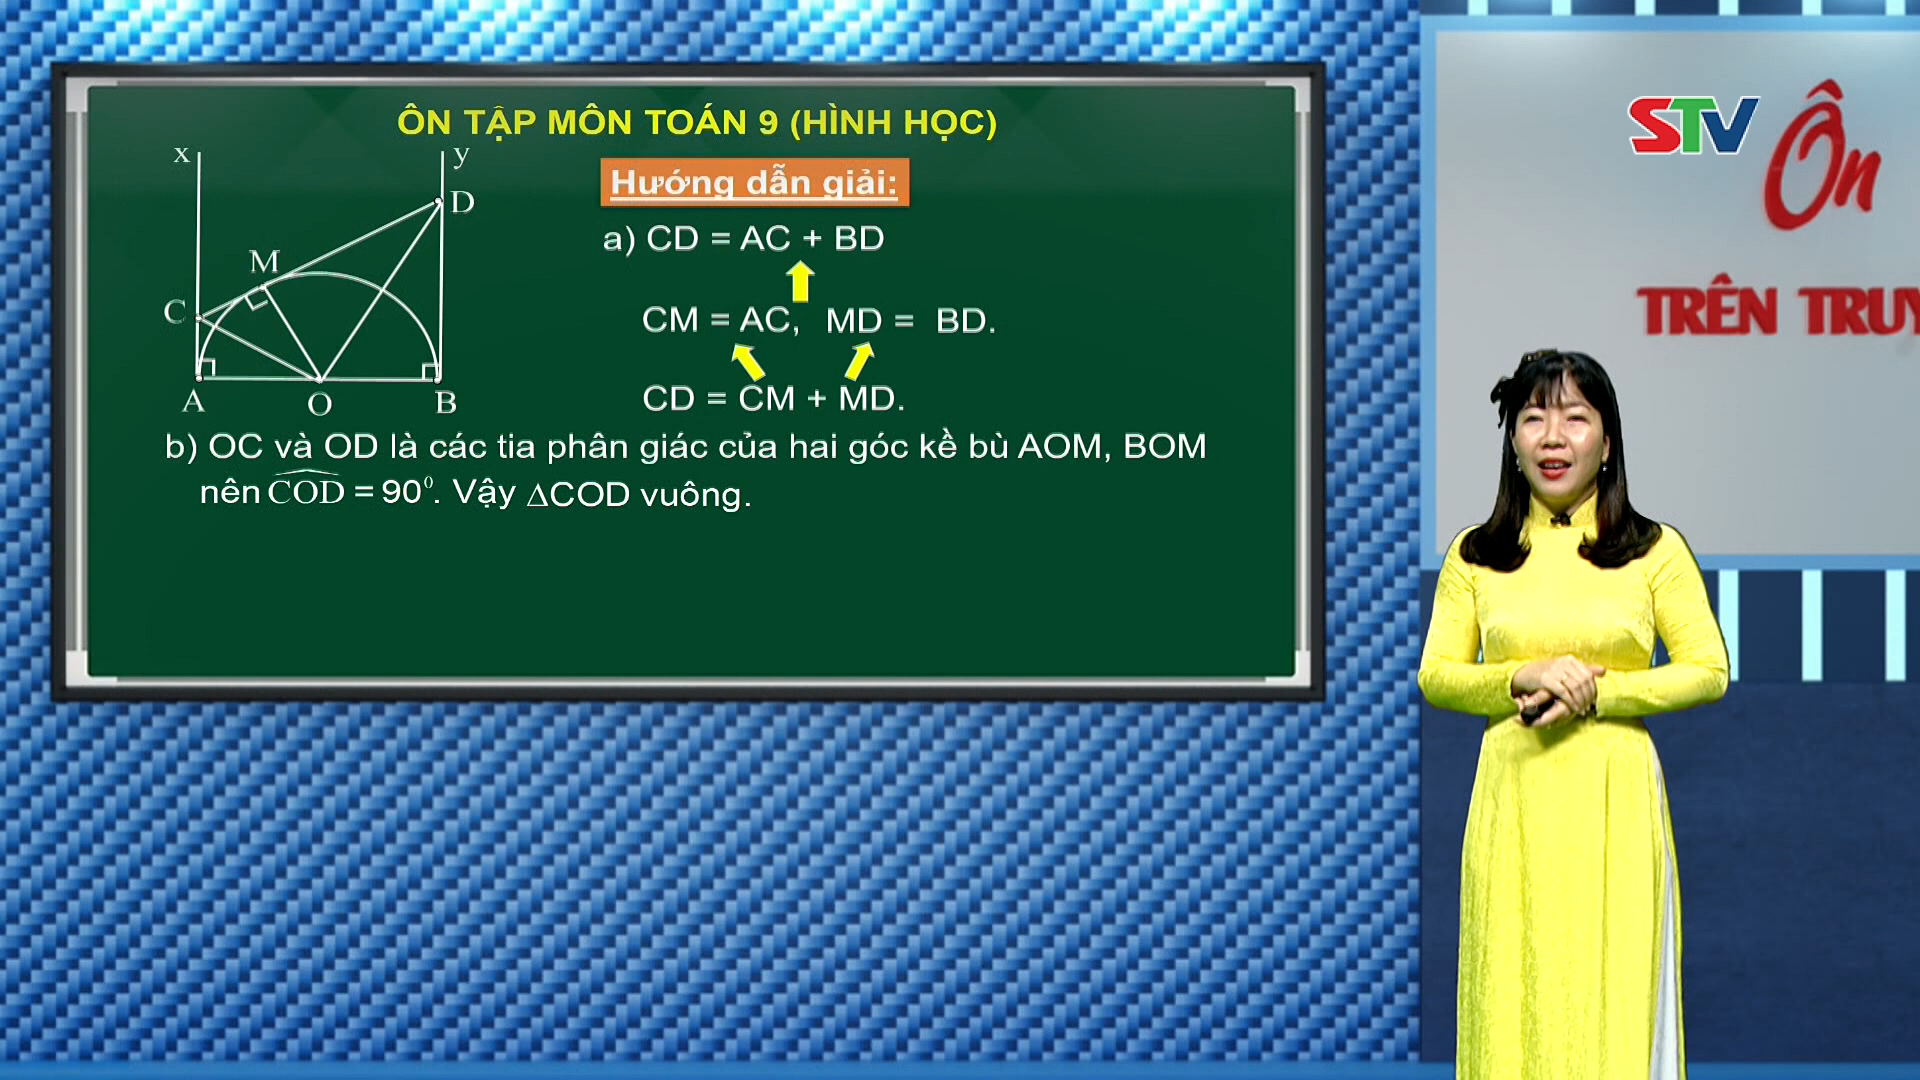 ÔN TẬP MÔN TOÁN 9 (HÌNH HỌC)
x
y
D
M
C
A
O
B
Hướng dẫn giải:
a) CD = AC + BD
CM = AC, MD = BD.
CD = CM + MD.
b) OC và OD là các tia phân giác của hai góc kề bù AOM, BOM
nên COD = 90⁰. Vậy ΔCOD vuông.
STV
Ôn
TRÊN TRUY